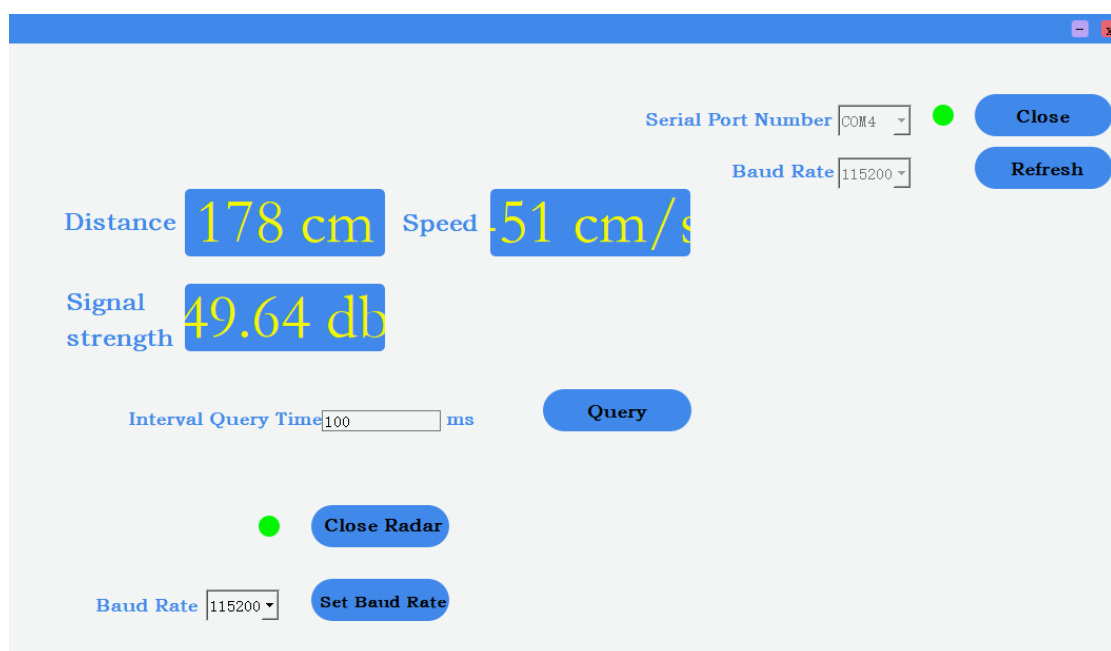 -
x
Serial Port Number COM4 Close
Baud Rate 115200 Refresh
Distance 178 cm Speed -51 cm/s
Signal
strength 49.64 db
Interval Query Time 100 ms Query
Close Radar
Baud Rate 115200 Set Baud Rate